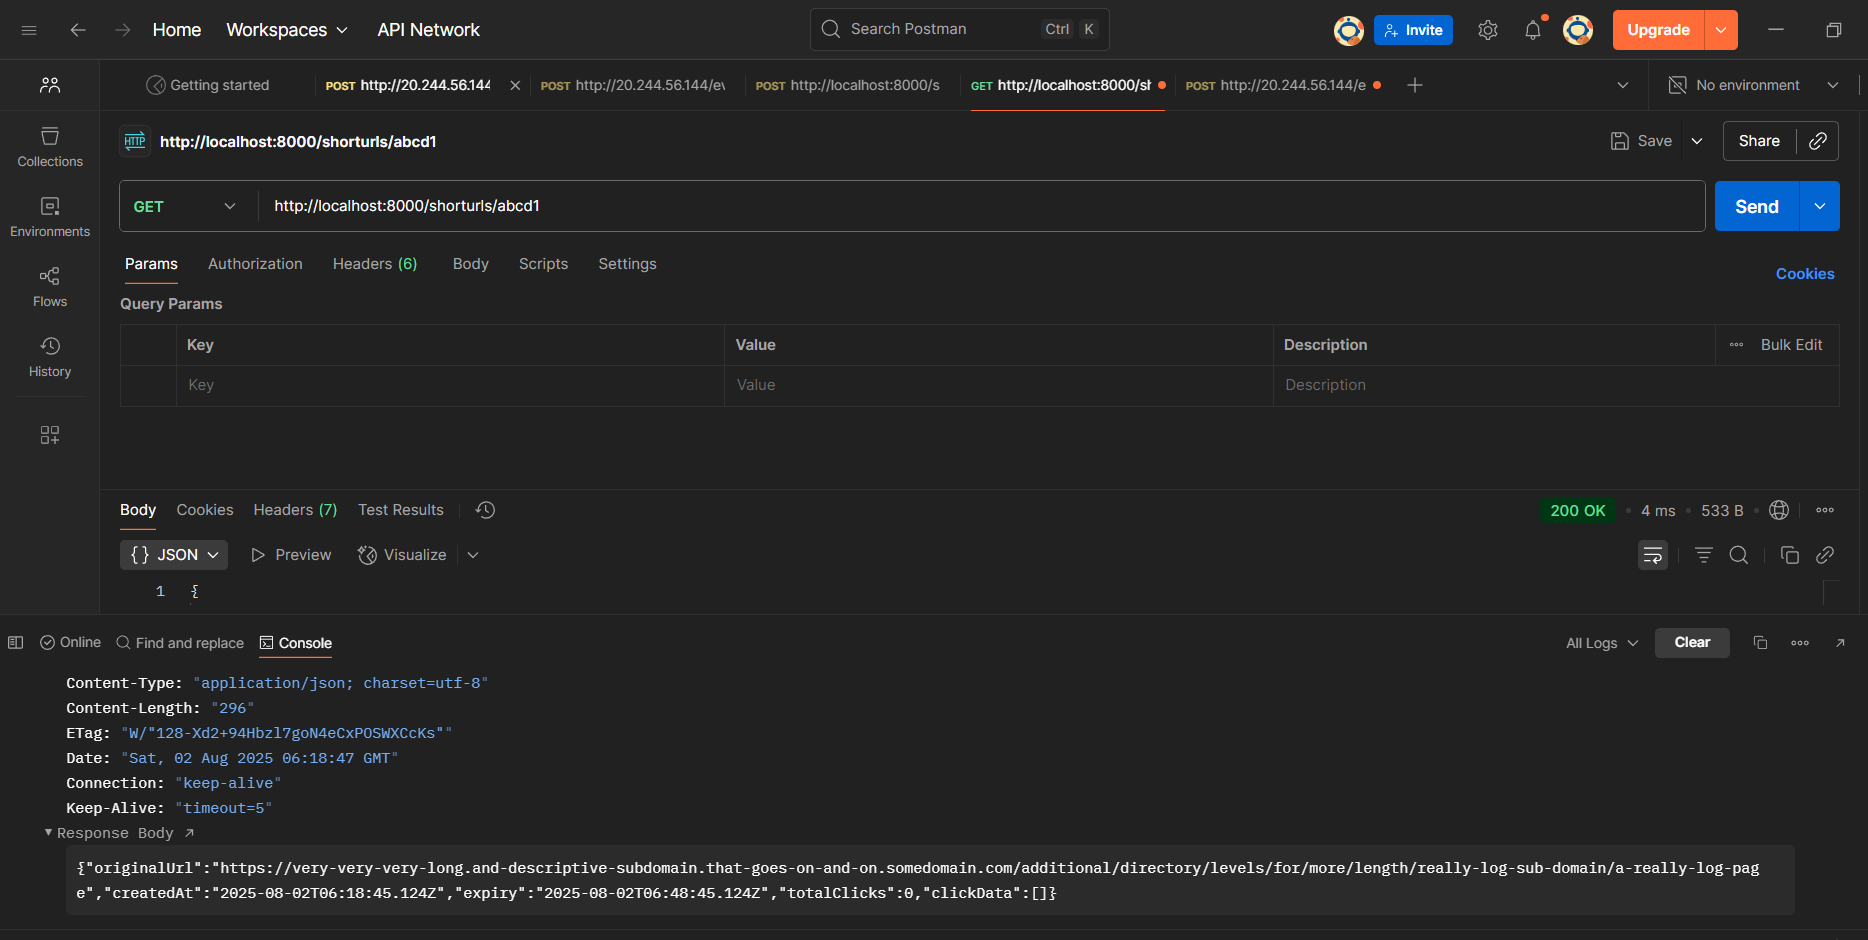 Home Workspaces API Network Search Postman Ctrl K Invite Upgrade
Getting started POST http://20.244.56.144 POST http://20.244.56.144/ev POST http://localhost:8000/s GET http://localhost:8000/sh POST http://20.244.56.144/e No environment
HTTP http://localhost:8000/shorturls/abcd1 Save Share
Collections
GET http://localhost:8000/shorturls/abcd1 Send
Environments
Params Authorization Headers (6) Body Scripts Settings Cookies
Flows
Query Params
Key Value Description Bulk Edit
History
Key Value Description
Body Cookies Headers (7) Test Results 200 OK 4 ms 533 B
{} JSON Preview Visualize
1 {
Online Find and replace Console All Logs Clear
Content-Type: "application/json; charset=utf-8"
Content-Length: "296"
ETag: "W/"128-Xd2+94Hbzl7goN4eCxPOSWXCcKs""
Date: "Sat, 02 Aug 2025 06:18:47 GMT"
Connection: "keep-alive"
Keep-Alive: "timeout=5"
Response Body
{"originalUrl":"https://very-very-very-long.and-descriptive-subdomain.that-goes-on-and-on.somedomain.com/additional/directory/levels/for/more/length/really-log-sub-domain/a-really-log-pag
e","createdAt":"2025-08-02T06:18:45.124Z","expiry":"2025-08-02T06:48:45.124Z","totalClicks":0,"clickData":[]}